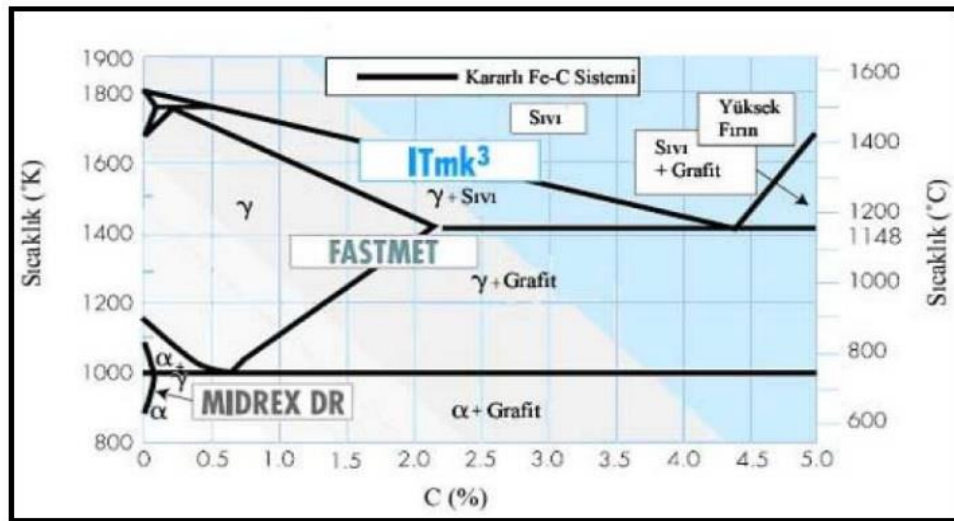 Kararlı Fe-C Sistemi
Sıcaklık (°K)
1900
1800
1600
1400
1200
1000
800
Sıvı
Yüksek
Fırın
Sıvı
+ Grafit
ITmk³
γ + Sıvı
γ
FASTMET
γ + Grafit
α +
γ
α
MIDREX DR
α + Grafit
1600
1400
1200
1148
1000
800
600
Sıcaklık (°C)
0 0.5 1.0 1.5 2.0 2.5 3.0 3.5 4.0 4.5 5.0
C (%)